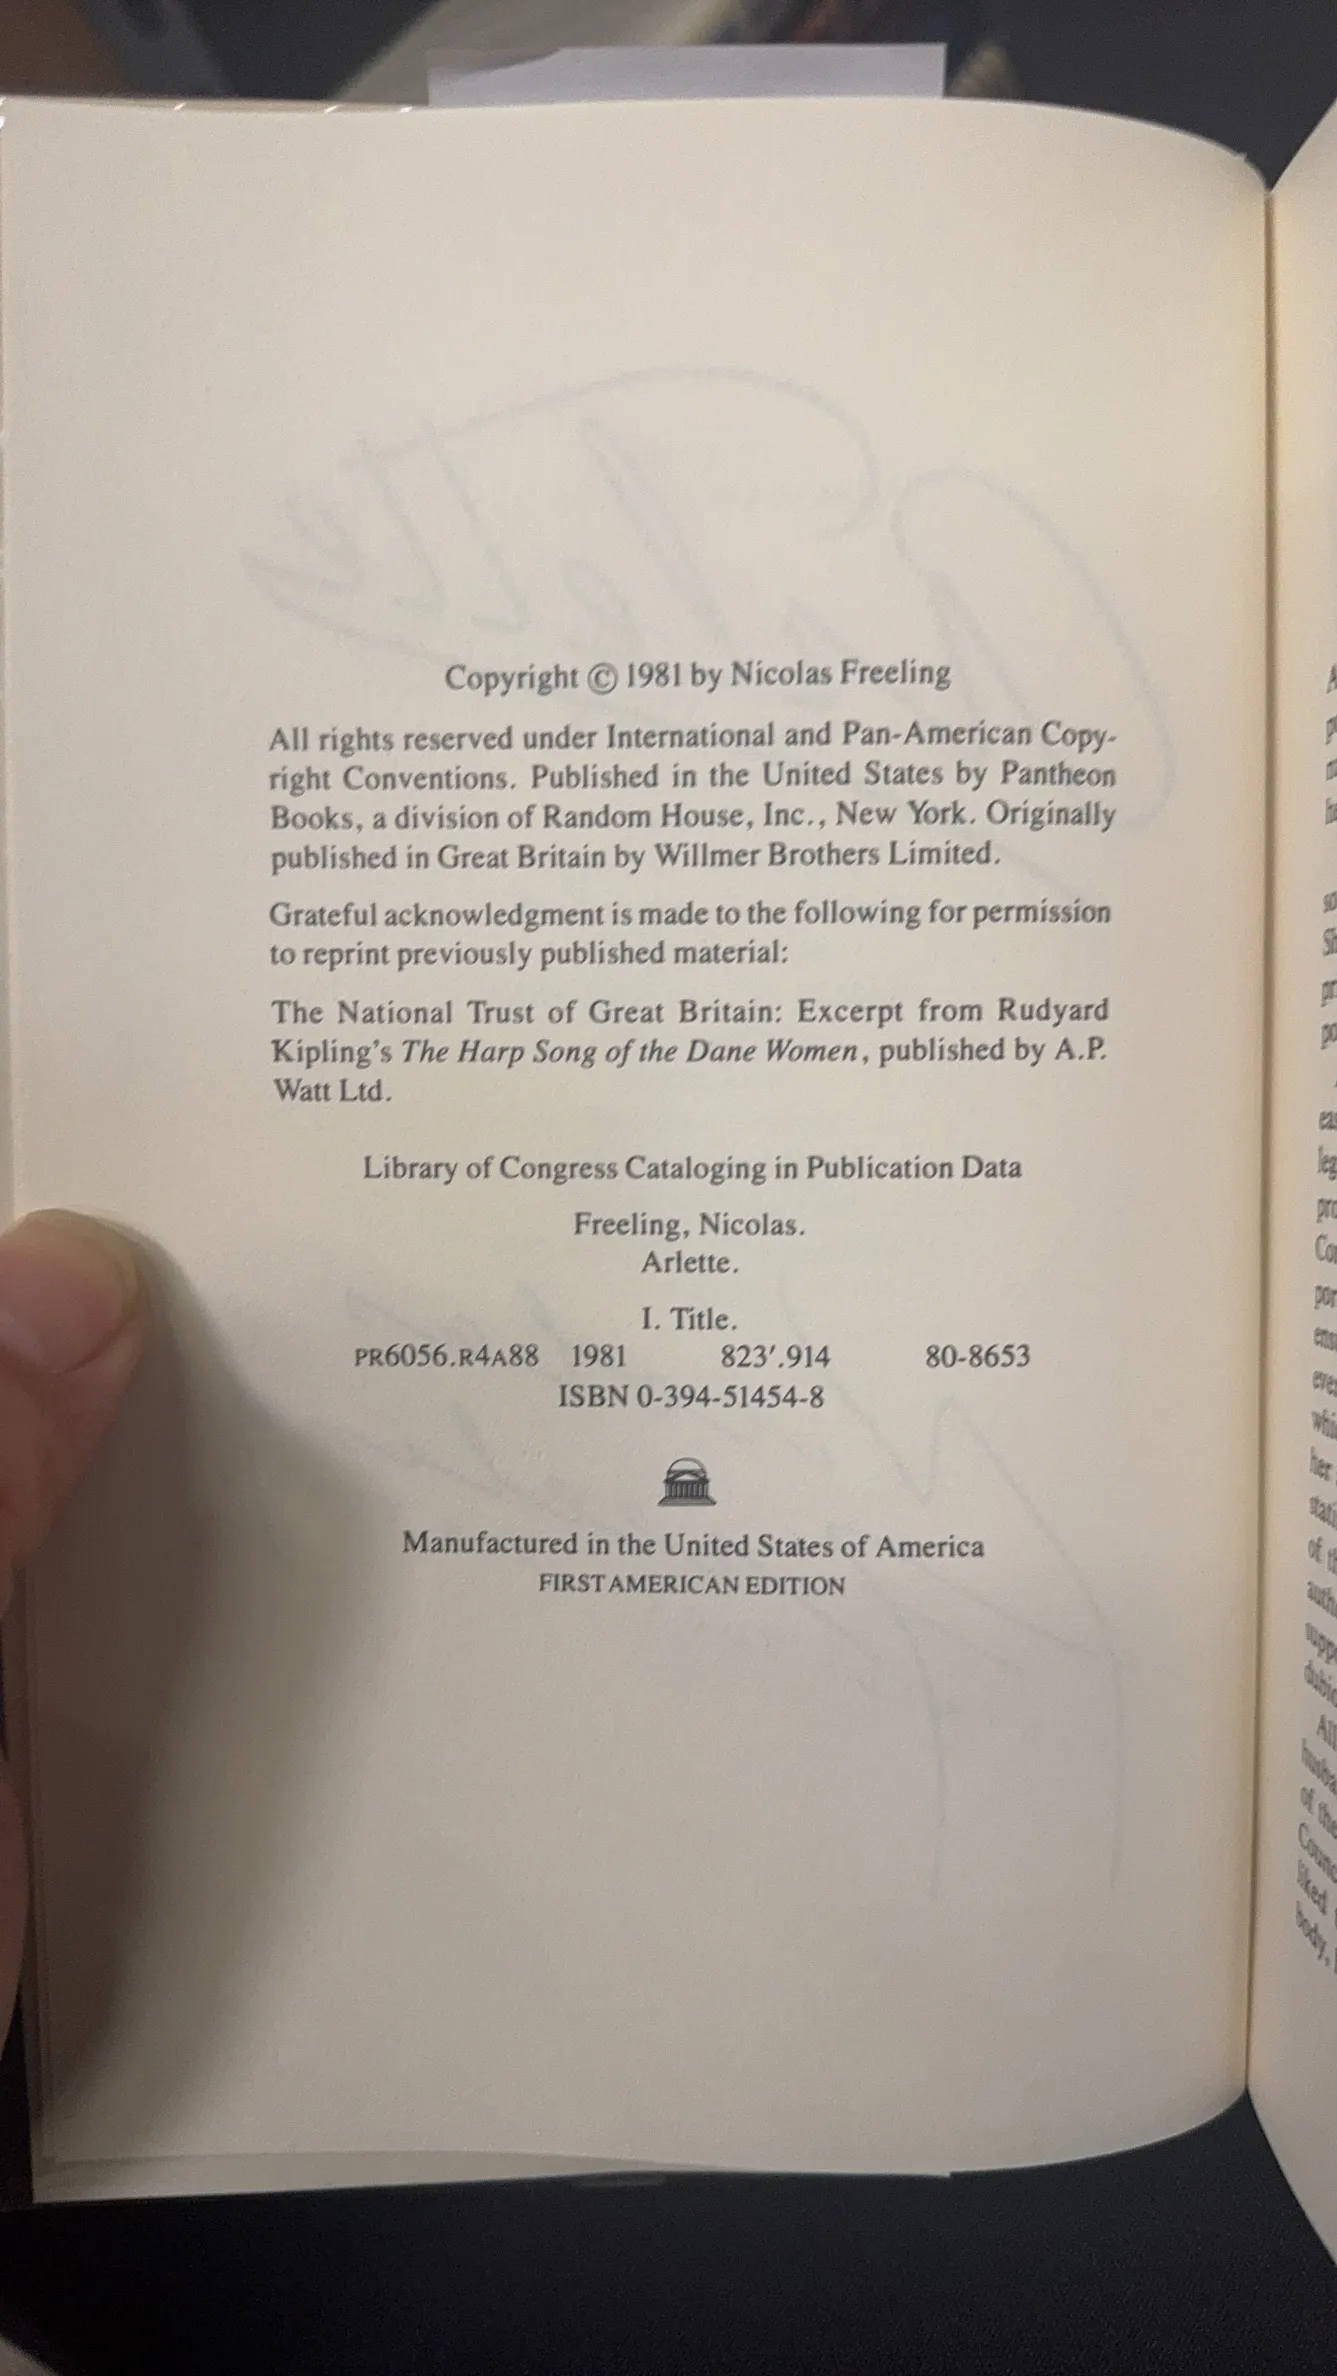 Copyright © 1981 by Nicolas Freeling
All rights reserved under International and Pan-American Copy-
right Conventions. Published in the United States by Pantheon
Books, a division of Random House, Inc., New York. Originally
published in Great Britain by Willmer Brothers Limited.
Grateful acknowledgment is made to the following for permission
to reprint previously published material:
The National Trust of Great Britain: Excerpt from Rudyard
Kipling's The Harp Song of the Dane Women, published by A.P.
Watt Ltd.
Library of Congress Cataloging in Publication Data
Freeling, Nicolas.
Arlette.
I. Title.
PR6056.R4A88 1981 823'.914 80-8653
ISBN 0-394-51454-8
Manufactured in the United States of America
FIRST AMERICAN EDITION